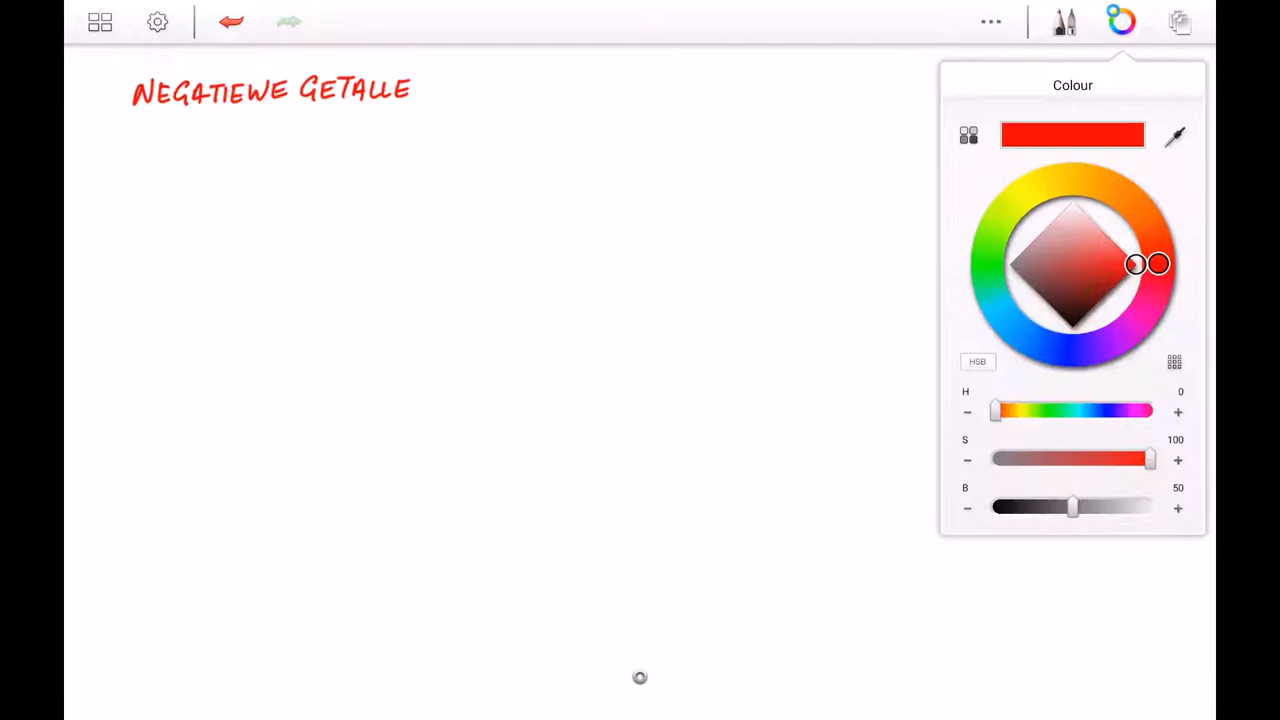 NEGATIEWE GETALLE
Colour
HSB
H 0
- +
S 100
- +
B 50
- +